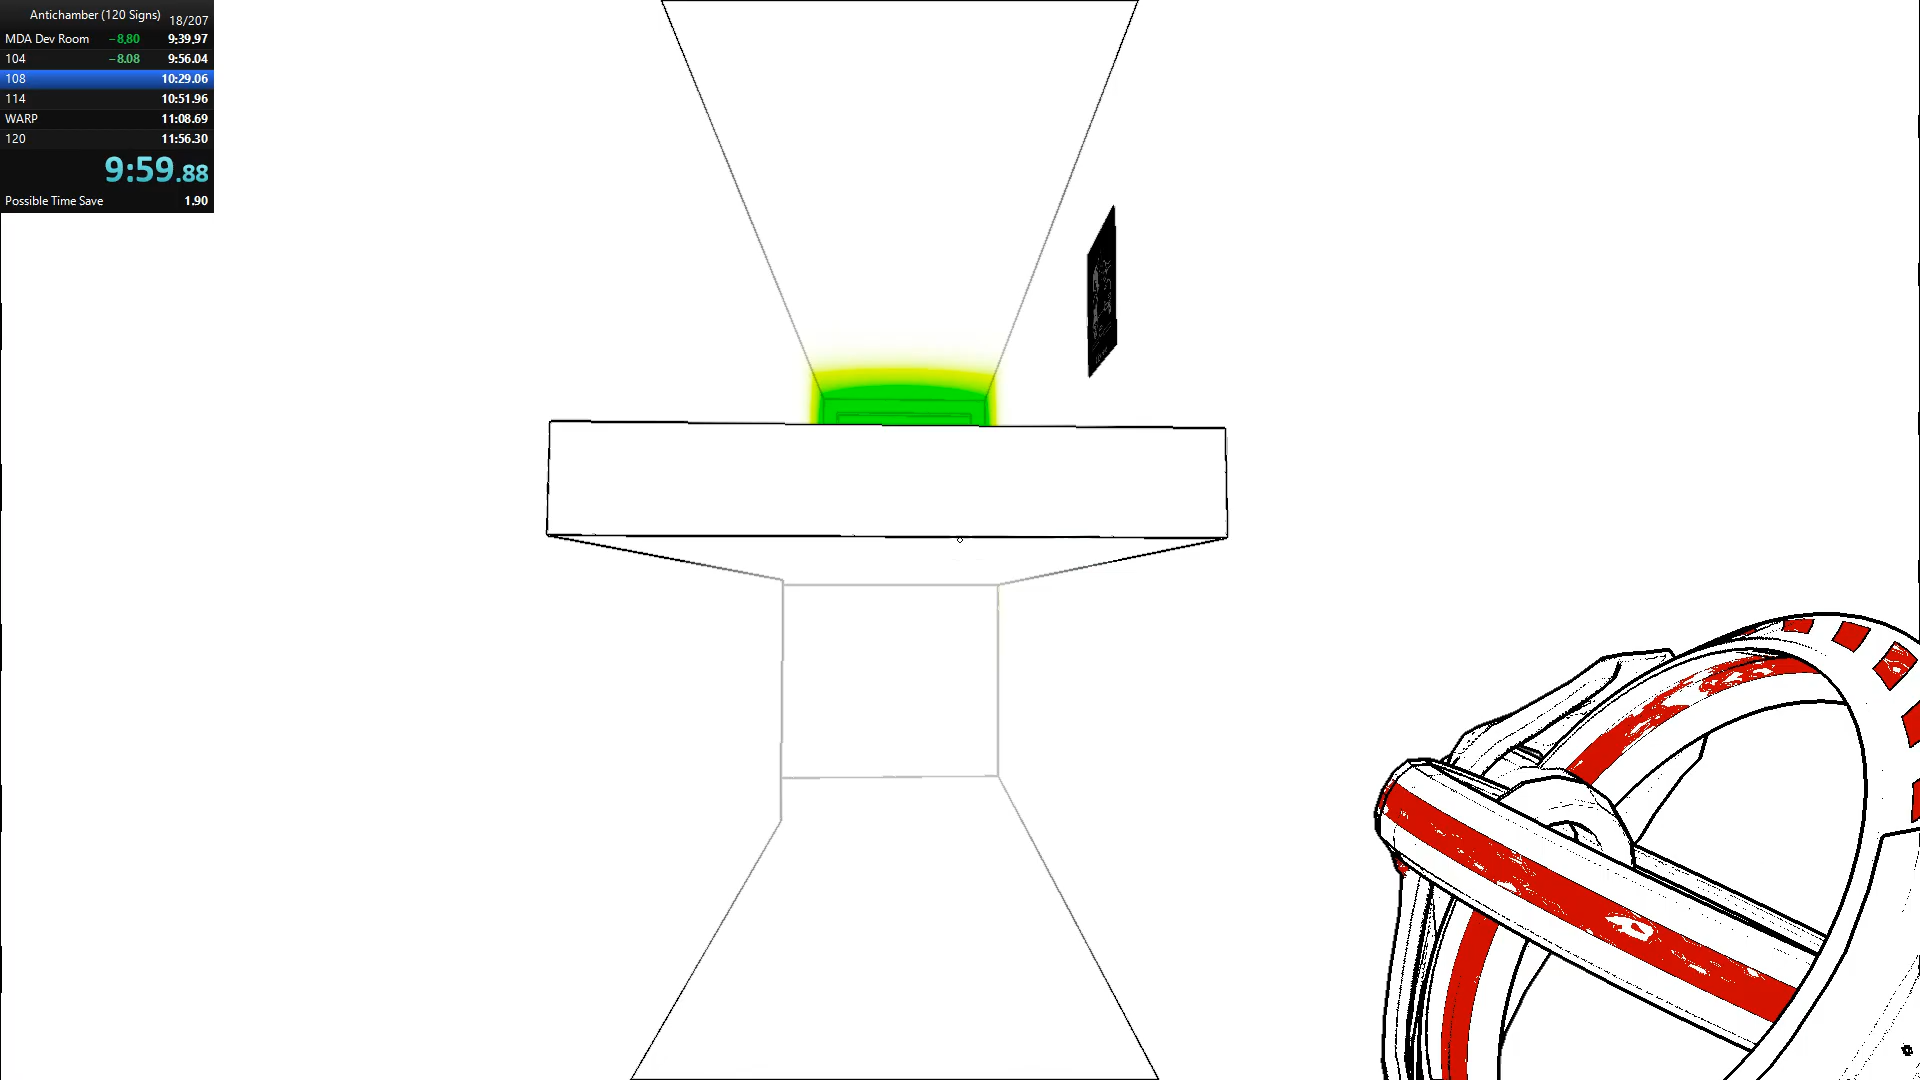 Antichamber (120 Signs) 18/207
MDA Dev Room −8.80 9:39.97
104 −8.08 9:56.04
108 10:29.06
114 10:51.96
WARP 11:08.69
120 11:56.30
9:59.88
Possible Time Save 1.90